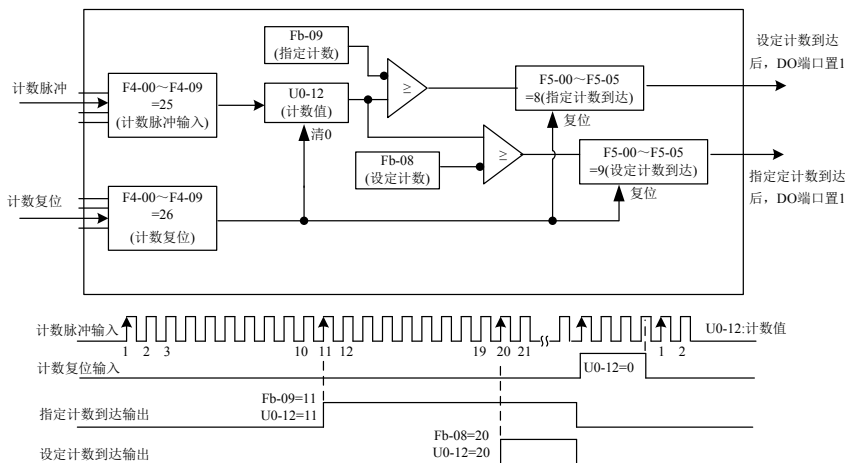 Fb-09
(指定计数)
设定计数到达
后，DO端口置1
计数脉冲
F4-00～F4-09
=25
(计数脉冲输入)
U0-12
(计数值)
≥
F5-00～F5-05
=8(指定计数到达)
清0
复位
Fb-08
(设定计数)
≥
F5-00～F5-05
=9(设定计数到达)
指定定计数到达
后，DO端口置1
复位
计数复位
F4-00～F4-09
=26
(计数复位)
计数脉冲输入
U0-12:计数值
1 2 3 10 11 12 19 20 21 1 2
计数复位输入
U0-12=0
Fb-09=11
指定计数到达输出
U0-12=11
Fb-08=20
设定计数到达输出
U0-12=20